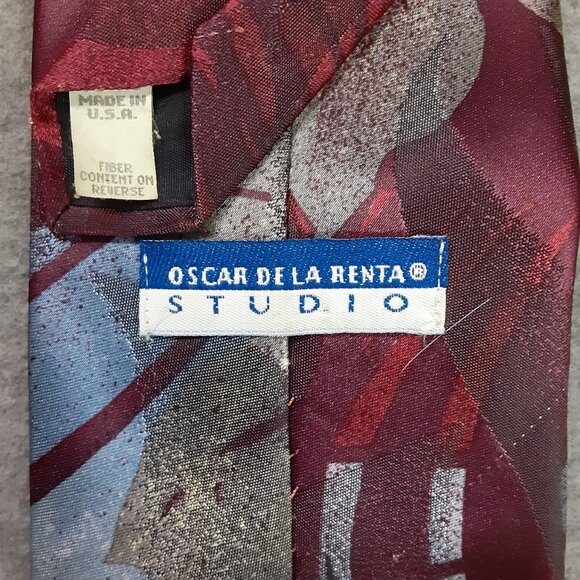 MADE IN
U.S.A.
FIBER
CONTENT ON
REVERSE
OSCAR DE LA RENTA®
STUDIO